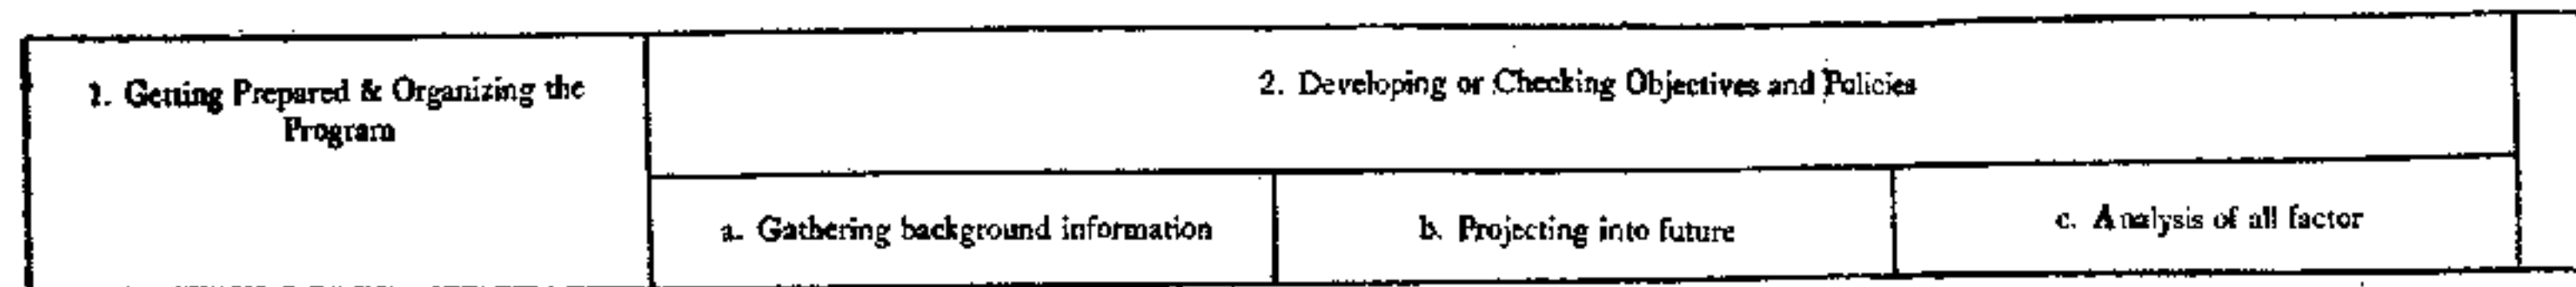 1. Getting Prepared & Organizing the
Program
2. Developing or Checking Objectives and Policies
a. Gathering background information
b. Projecting into future
c. Analysis of all factor